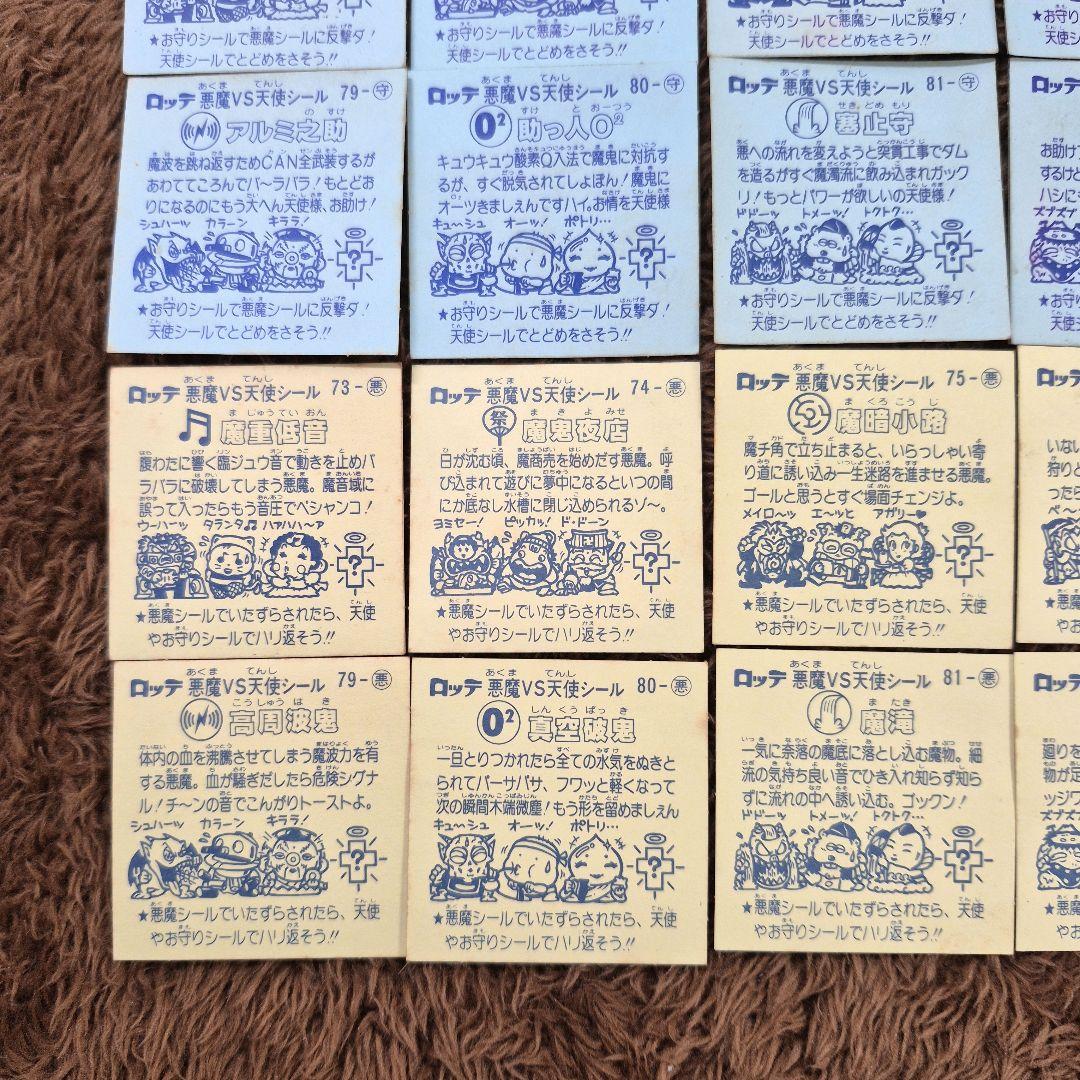 ★お守りシールで悪魔シールに反撃ダ!
天使シールでとどめをさそう!!
★お守りシールで悪魔シールに反撃ダ!
天使シールでとどめをさそう!!
★お守りシールで悪魔シールに反撃ダ!
天使シールでとどめをさそう!!
ロッテ 悪魔VS天使シール 79-守
アルミ之助
魔波を跳ね返すためCAN全武装するが
あわててころんでバ〜ラバラ!もとどお
りになるのにもう大へん天使様、お助け!
シュハーッ カラーン キララ!
★お守りシールで悪魔シールに反撃ダ!
天使シールでとどめをさそう!!
ロッテ 悪魔VS天使シール 80-守
O² 助っ人O²
キュウキュウ酸素Q入法で魔鬼に対抗す
るが、すぐ脱気されてしょぼん!魔鬼に
オーツきましえんですハイ。お情を天使様
キューシュ オーッ! ポトリ…
★お守りシールで悪魔シールに反撃ダ!
天使シールでとどめをさそう!!
ロッテ 悪魔VS天使シール 81-守
塞止守
悪への流れを変えようと突貫工事でダム
を造るがすぐ魔濁流に飲み込まれガック
リ!もっとパワーが欲しいの天使様!
ドドーッ トメーッ! トクトク…
★お守りシールで悪魔シールに反撃ダ!
天使シールでとどめをさそう!!
ロッテ 悪魔VS天使シール 73-悪
魔重低音
腹わたに響く臨ジュウ音で動きを止めバ
ラバラに破壊してしまう悪魔。魔音域に
誤って入ったらもう音圧でペシャンコ!
ウーハーッ タランタ♫ ハァハハ〜ア
★悪魔シールでいたずらされたら、天使
やお守りシールでハリ返そう!!
ロッテ 悪魔VS天使シール 74-悪
祭 魔鬼夜店
日が沈む頃、魔商売を始めだす悪魔。呼
び込まれて遊びに夢中になるといつの間
にか底なし水槽に閉じ込められるゾ〜。
ヨミセー! ピッカッ! ド・ドーン
★悪魔シールでいたずらされたら、天使
やお守りシールでハリ返そう!!
ロッテ 悪魔VS天使シール 75-悪
魔暗小路
魔チ角で立ち止まると、いらっしゃい寄
り道に誘い込み一生迷路を進ませる悪魔。
ゴールと思うとすぐ場面チェンジよ。
メイロ〜ッ エ〜ッと アガリー♥
★悪魔シールでいたずらされたら、天使
やお守りシールでハリ返そう!!
ロッテ 悪魔VS天使シール 79-悪
高周波鬼
体内の血を沸騰させてしまう魔波力を有
する悪魔。血が騒ぎだしたら危険シグナ
ル!チ〜ンの音でこんがりトーストよ。
シュハーッ カラーン キララ!
★悪魔シールでいたずらされたら、天使
やお守りシールでハリ返そう!!
ロッテ 悪魔VS天使シール 80-悪
O² 真空破鬼
一旦とりつかれたら全ての水気をぬきと
られてパーサパサ、フワッと軽くなって
次の瞬間木端微塵!もう形を留めましえん
キューシュ オーッ! ポトリ…
★悪魔シールでいたずらされたら、天使
やお守りシールでハリ返そう!!
ロッテ 悪魔VS天使シール 81-悪
魔滝
一気に奈落の魔底に落とし込む魔物。細
流の気持ち良い音でひき入れ知らず知ら
ずに流れの中へ誘い込む。ゴックン!
ドドーッ トメーッ! トクトク…
★悪魔シールでいたずらされたら、天使
やお守りシールでハリ返そう!!